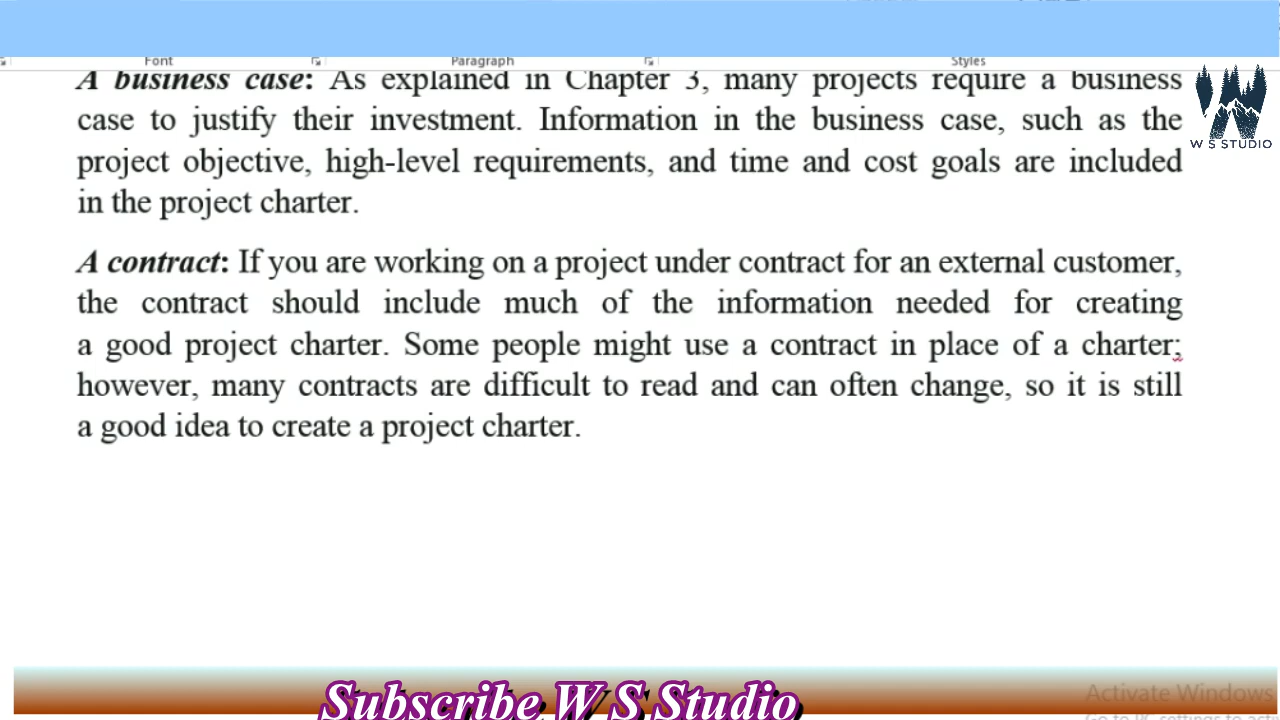 Font Paragraph Styles
A business case: As explained in Chapter 3, many projects require a business
case to justify their investment. Information in the business case, such as the
project objective, high-level requirements, and time and cost goals are included
in the project charter.
W S STUDIO
A contract: If you are working on a project under contract for an external customer,
the contract should include much of the information needed for creating
a good project charter. Some people might use a contract in place of a charter;
however, many contracts are difficult to read and can often change, so it is still
a good idea to create a project charter.
Subscribe W S Studio
Activate Windows
Go to PC settings to